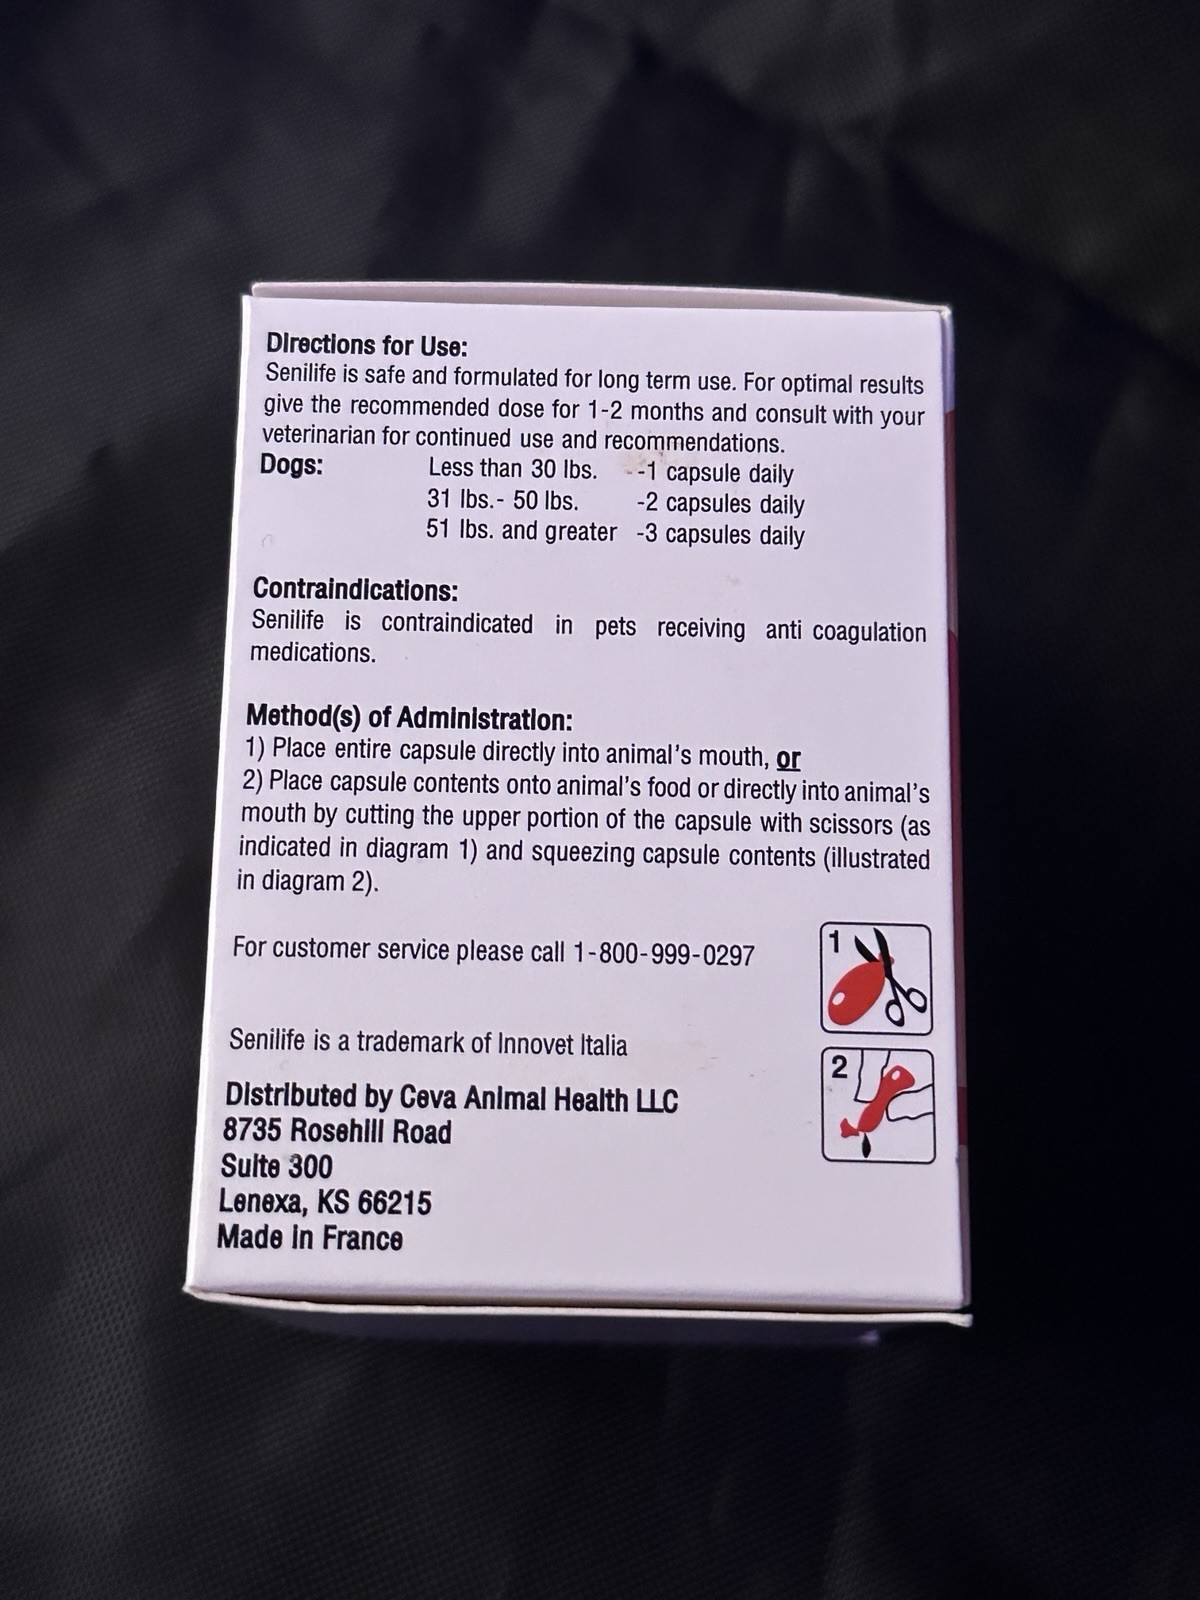 Directions for Use:
Senilife is safe and formulated for long term use. For optimal results
give the recommended dose for 1-2 months and consult with your
veterinarian for continued use and recommendations.
Dogs: Less than 30 lbs. -1 capsule daily
31 lbs.- 50 lbs. -2 capsules daily
51 lbs. and greater -3 capsules daily
Contraindications:
Senilife is contraindicated in pets receiving anti coagulation
medications.
Method(s) of Administration:
1) Place entire capsule directly into animal's mouth, or
2) Place capsule contents onto animal's food or directly into animal's
mouth by cutting the upper portion of the capsule with scissors (as
indicated in diagram 1) and squeezing capsule contents (illustrated
in diagram 2).
For customer service please call 1-800-999-0297
1
Senilife is a trademark of Innovet Italia
2
Distributed by Ceva Animal Health LLC
8735 Rosehill Road
Suite 300
Lenexa, KS 66215
Made in France